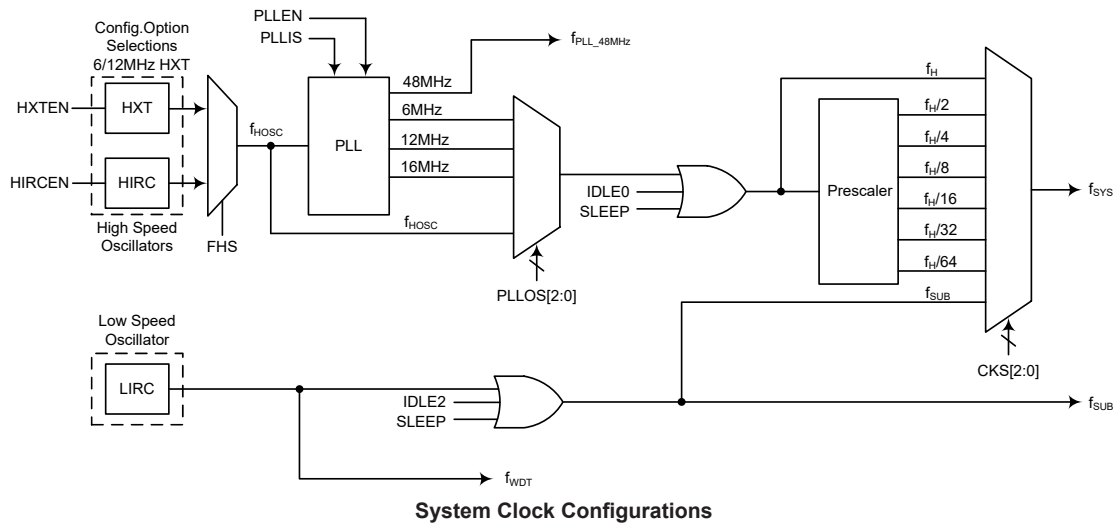 Config.Option
Selections
6/12MHz HXT
HXTEN
HXT
HIRCEN
HIRC
High Speed
Oscillators
FHS
fHOSC
PLLEN
PLLIS
PLL
48MHz
6MHz
12MHz
16MHz
fHOSC
fPLL_48MHz
PLLOS[2:0]
IDLE0
SLEEP
Prescaler
fH
fH/2
fH/4
fH/8
fH/16
fH/32
fH/64
fSUB
CKS[2:0]
fSYS
Low Speed
Oscillator
LIRC
IDLE2
SLEEP
fSUB
fWDT
System Clock Configurations